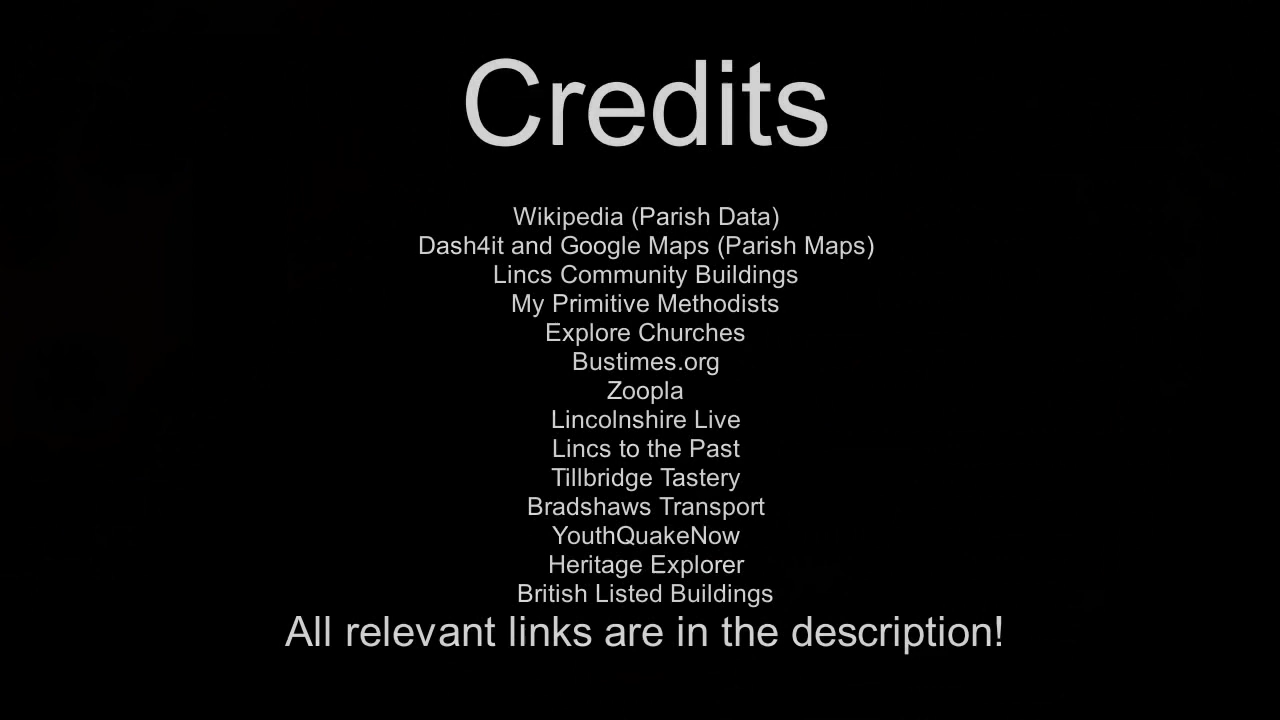 Credits
Wikipedia (Parish Data)
Dash4it and Google Maps (Parish Maps)
Lincs Community Buildings
My Primitive Methodists
Explore Churches
Bustimes.org
Zoopla
Lincolnshire Live
Lincs to the Past
Tillbridge Tastery
Bradshaws Transport
YouthQuakeNow
Heritage Explorer
British Listed Buildings
All relevant links are in the description!